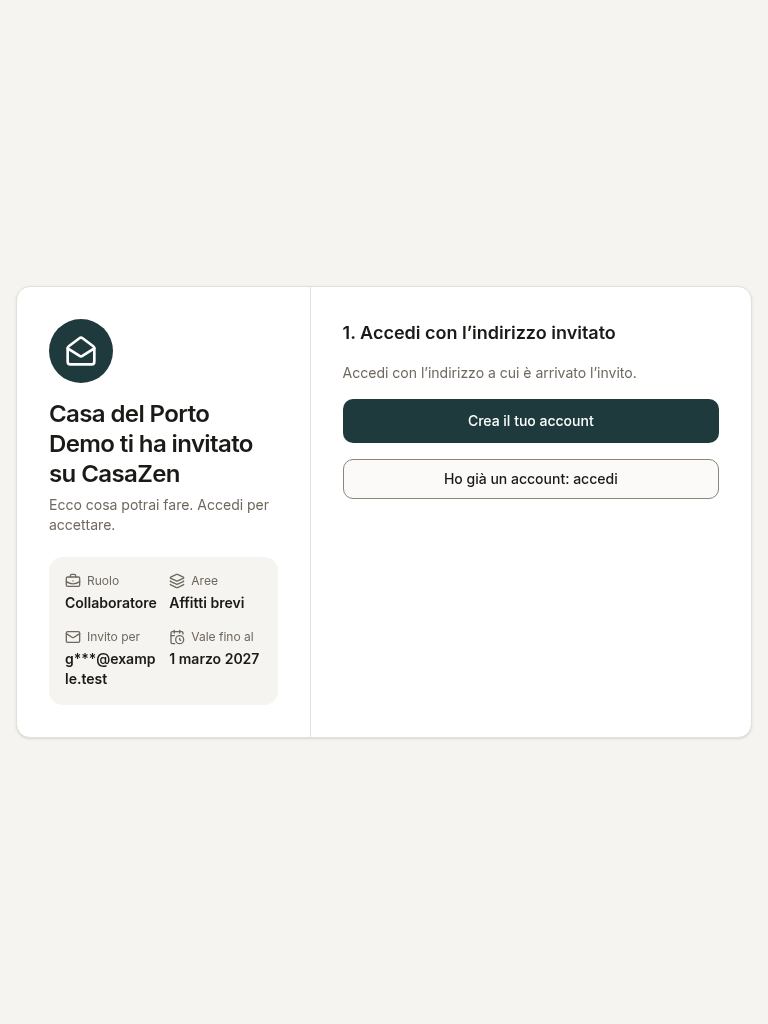 Casa del Porto
Demo ti ha invitato
su CasaZen
Ecco cosa potrai fare. Accedi per
accettare.
Ruolo
Collaboratore
Aree
Affitti brevi
Invito per
g***@examp
le.test
Vale fino al
1 marzo 2027
1. Accedi con l’indirizzo invitato
Accedi con l’indirizzo a cui è arrivato l’invito.
Crea il tuo account
Ho già un account: accedi